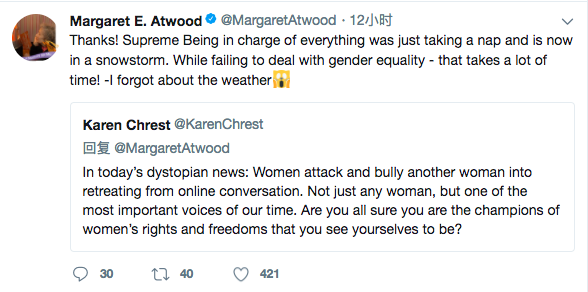 Margaret E. Atwood @MargaretAtwood · 12小时
Thanks! Supreme Being in charge of everything was just taking a nap and is now
in a snowstorm. While failing to deal with gender equality - that takes a lot of
time! -I forgot about the weather😱
Karen Chrest @KarenChrest
回复 @MargaretAtwood
In today’s dystopian news: Women attack and bully another woman into
retreating from online conversation. Not just any woman, but one of the
most important voices of our time. Are you all sure you are the champions of
women’s rights and freedoms that you see yourselves to be?
30 40 421